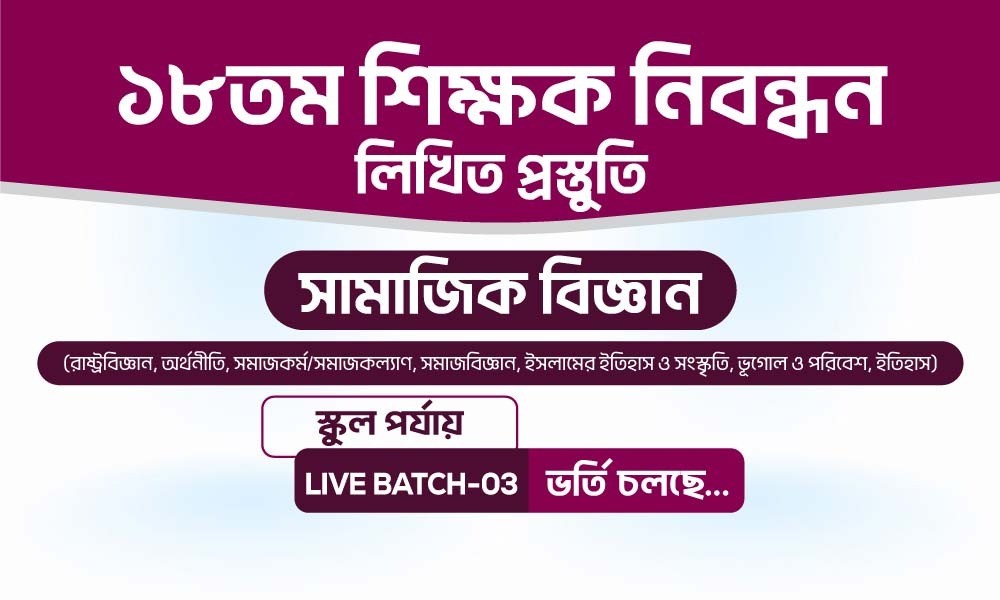 ১৮তম শিক্ষক নিবন্ধন
লিখিত প্রস্তুতি
সামাজিক বিজ্ঞান
(রাষ্ট্রবিজ্ঞান, অর্থনীতি, সমাজকর্ম/সমাজকল্যাণ, সমাজবিজ্ঞান, ইসলামের ইতিহাস ও সংস্কৃতি, ভূগোল ও পরিবেশ, ইতিহাস)
স্কুল পর্যায়
LIVE BATCH-03 ভর্তি চলছে...